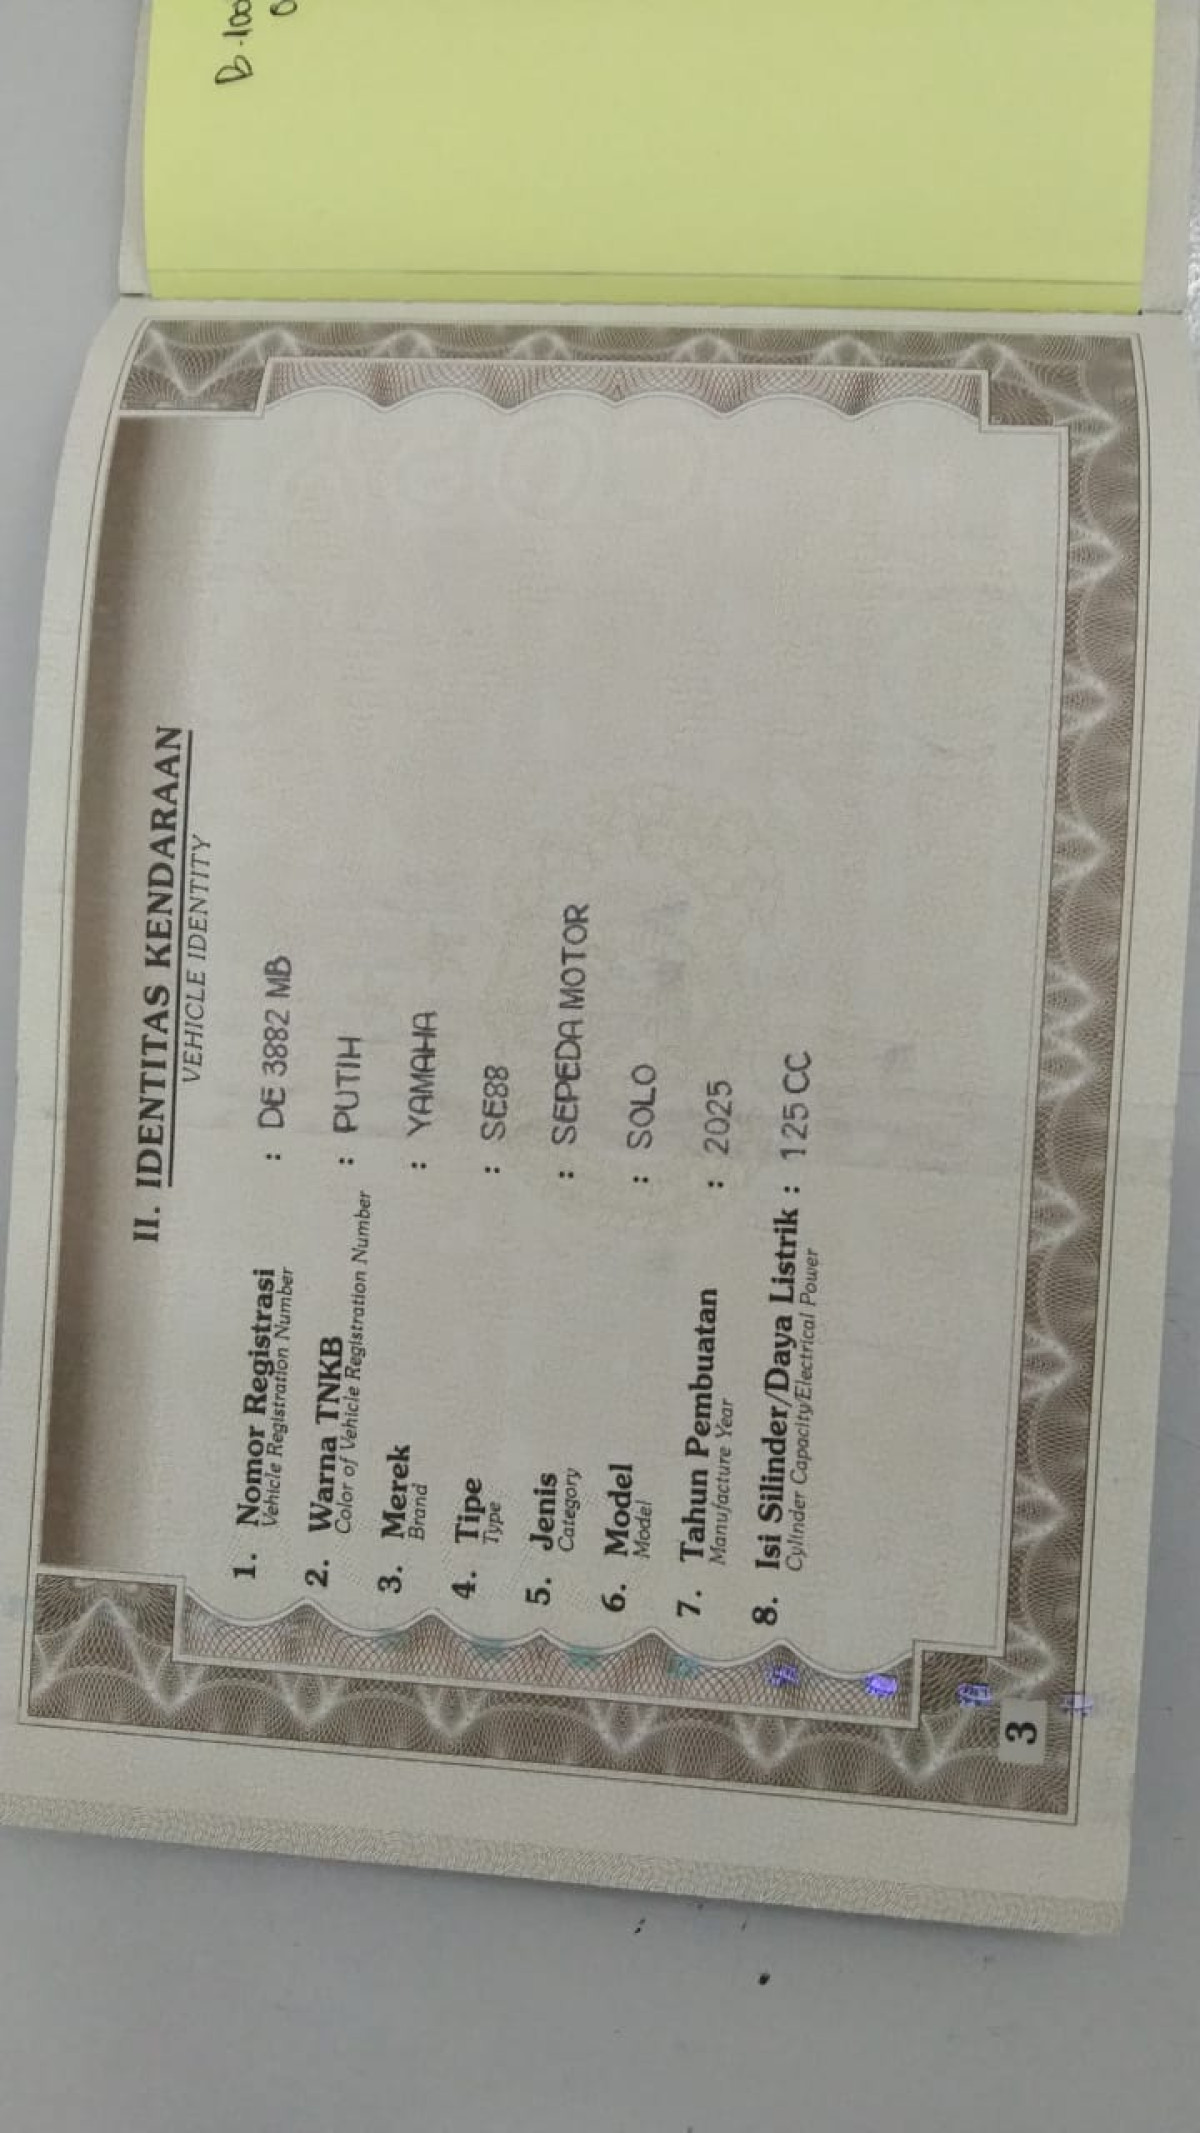 II. IDENTITAS KENDARAAN
VEHICLE IDENTITY
1. Nomor Registrasi : DE 3882 MB
Vehicle Registration Number
2. Warna TNKB : PUTIH
Color of Vehicle Registration Number
3. Merek : YAMAHA
Brand
4. Tipe : SE88
Type
5. Jenis : SEPEDA MOTOR
Category
6. Model : SOLO
Model
7. Tahun Pembuatan : 2025
Manufacture Year
8. Isi Silinder/Daya Listrik : 125 CC
Cylinder Capacity/Electrical Power
3